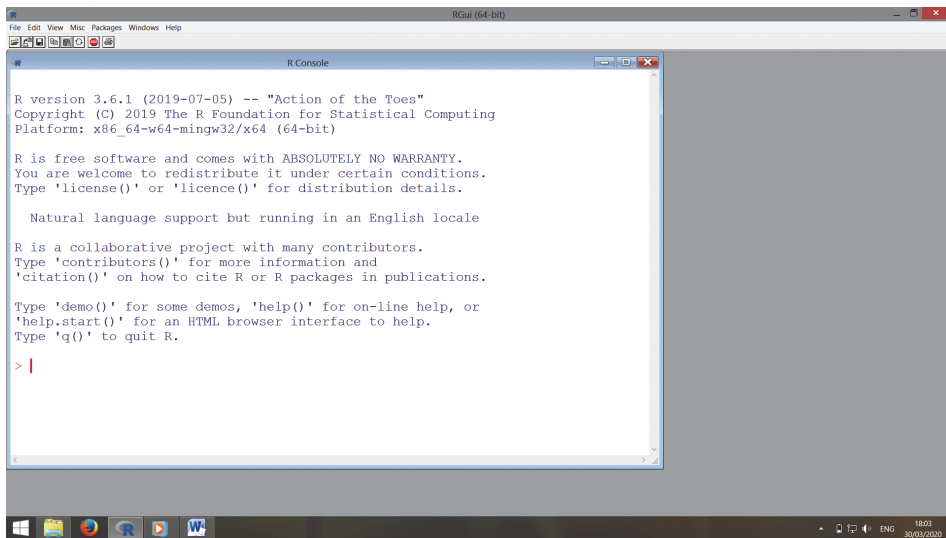 RGui (64-bit)
File Edit View Misc Packages Windows Help
R Console
R version 3.6.1 (2019-07-05) -- "Action of the Toes"
Copyright (C) 2019 The R Foundation for Statistical Computing
Platform: x86_64-w64-mingw32/x64 (64-bit)
R is free software and comes with ABSOLUTELY NO WARRANTY.
You are welcome to redistribute it under certain conditions.
Type 'license()' or 'licence()' for distribution details.
Natural language support but running in an English locale
R is a collaborative project with many contributors.
Type 'contributors()' for more information and
'citation()' on how to cite R or R packages in publications.
Type 'demo()' for some demos, 'help()' for on-line help, or
'help.start()' for an HTML browser interface to help.
Type 'q()' to quit R.
>
ENG 18:03
30/03/2020